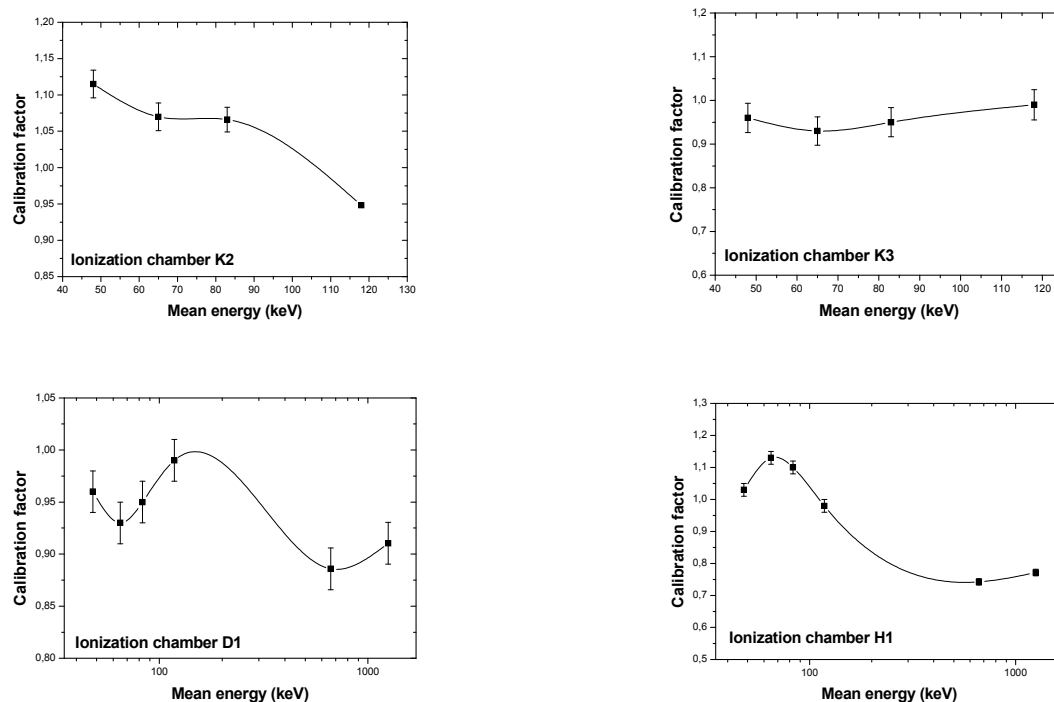 1,20
1,15
1,10
1,05
1,00
0,95
0,90
0,85
Calibration factor
Ionization chamber K2
40 50 60 70 80 90 100 110 120 130
Mean energy (keV)
1,2
1,1
1,0
0,9
0,8
0,7
0,6
Calibration factor
Ionization chamber K3
40 50 60 70 80 90 100 110 120
Mean energy (keV)
1,05
1,00
0,95
0,90
0,85
0,80
Calibration factor
Ionization chamber D1
100 1000
Mean energy (keV)
1,3
1,2
1,1
1,0
0,9
0,8
0,7
0,6
0,5
Calibration factor
Ionization chamber H1
100 1000
Mean energy (keV)